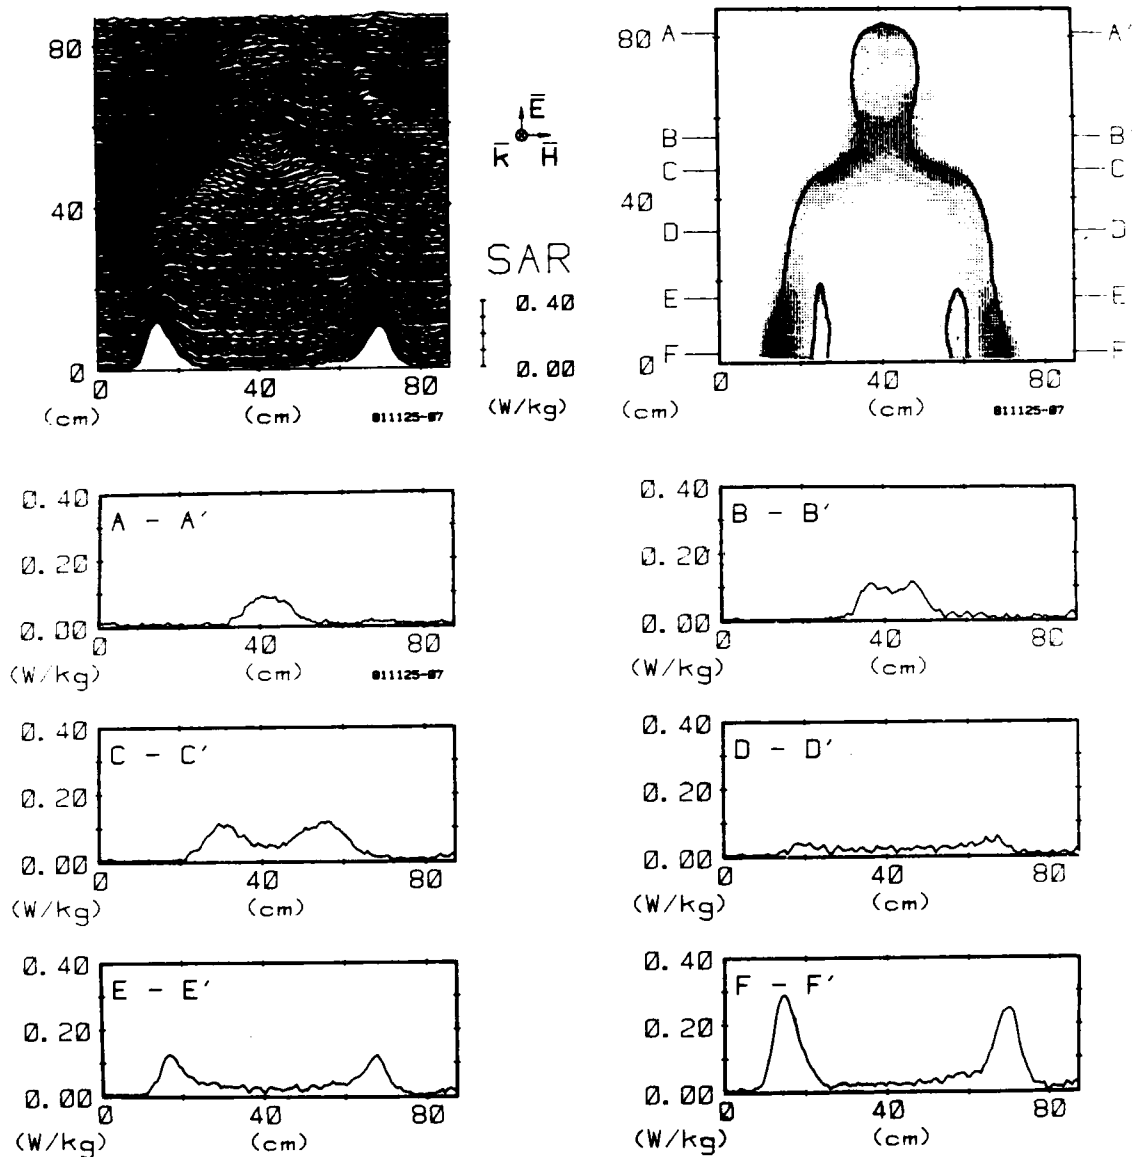 80
40
0
0 40 80
(cm) (cm) 811125-07
Ē
k̄ H̄
SAR
0.40
0.00
(W/kg)
80 A A'
B B'
C C'
40
D D'
E E'
F F'
0
0 40 80
(cm) (cm) 811125-07
0.40
A - A'
0.20
0.00
0 40 80
(W/kg) (cm) 811125-07
0.40
B - B'
0.20
0.00
0 40 80
(W/kg) (cm)
0.40
C - C'
0.20
0.00
0 40 80
(W/kg) (cm)
0.40
D - D'
0.20
0.00
0 40 80
(W/kg) (cm)
0.40
E - E'
0.20
0.00
0 40 80
(W/kg) (cm)
0.40
F - F'
0.20
0.00
0 40 80
(W/kg) (cm)